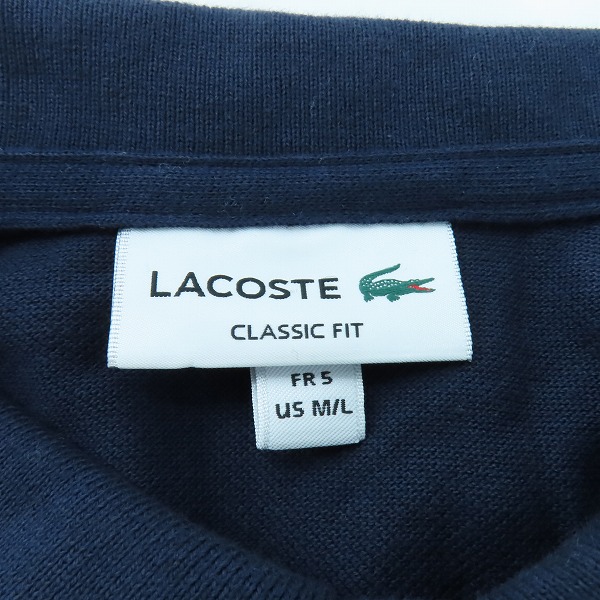 LACOSTE
CLASSIC FIT
FR 5
US M/L